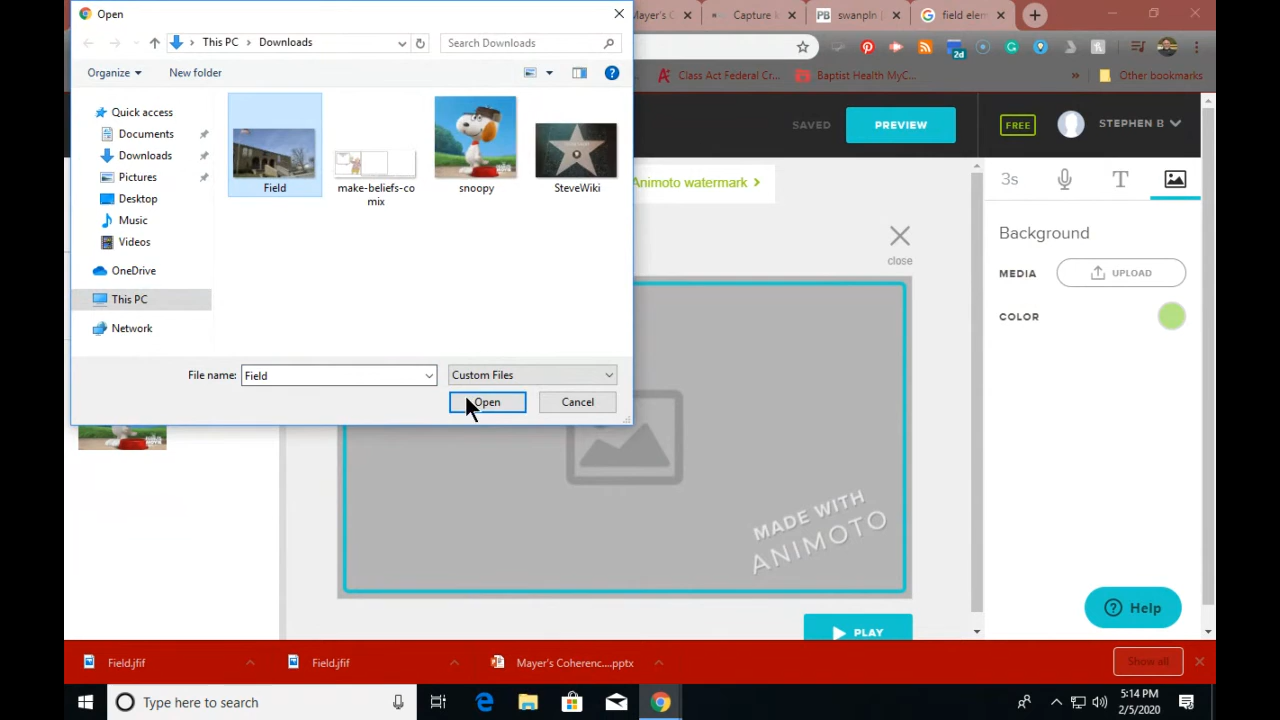 Open
Mayer's C
Capture k
PB swanpln |
field elem
This PC > Downloads
Search Downloads
2d
Class Act Federal Cr...
Baptist Health MyC...
»
Other bookmarks
Organize
New folder
Quick access
Documents
Downloads
Pictures
Desktop
Music
Videos
OneDrive
This PC
Network
Field
make-beliefs-co
mix
snoopy
SteveWiki
File name:
Field
Custom Files
Open
Cancel
SAVED
PREVIEW
FREE
STEPHEN B
Animoto watermark >
close
3s
T
Background
MEDIA
UPLOAD
COLOR
MADE WITH
ANIMOTO
PLAY
? Help
Field.jfif
Field.jfif
Mayer's Coherenc....pptx
Show all
Type here to search
5:14 PM
2/5/2020